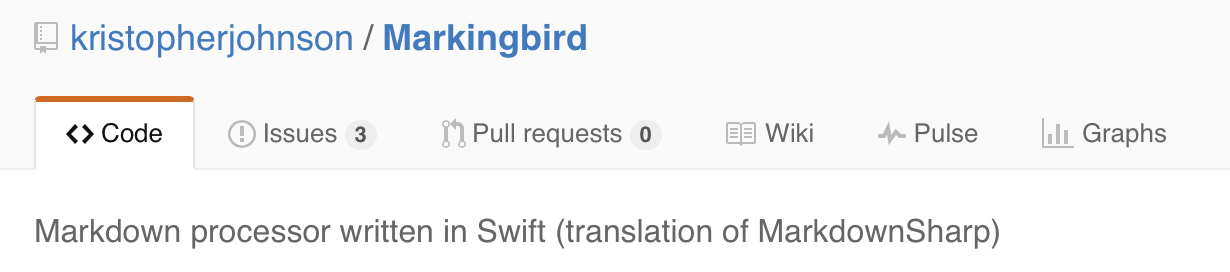 kristopherjohnson / Markingbird
Code Issues 3 Pull requests 0 Wiki Pulse Graphs
Markdown processor written in Swift (translation of MarkdownSharp)